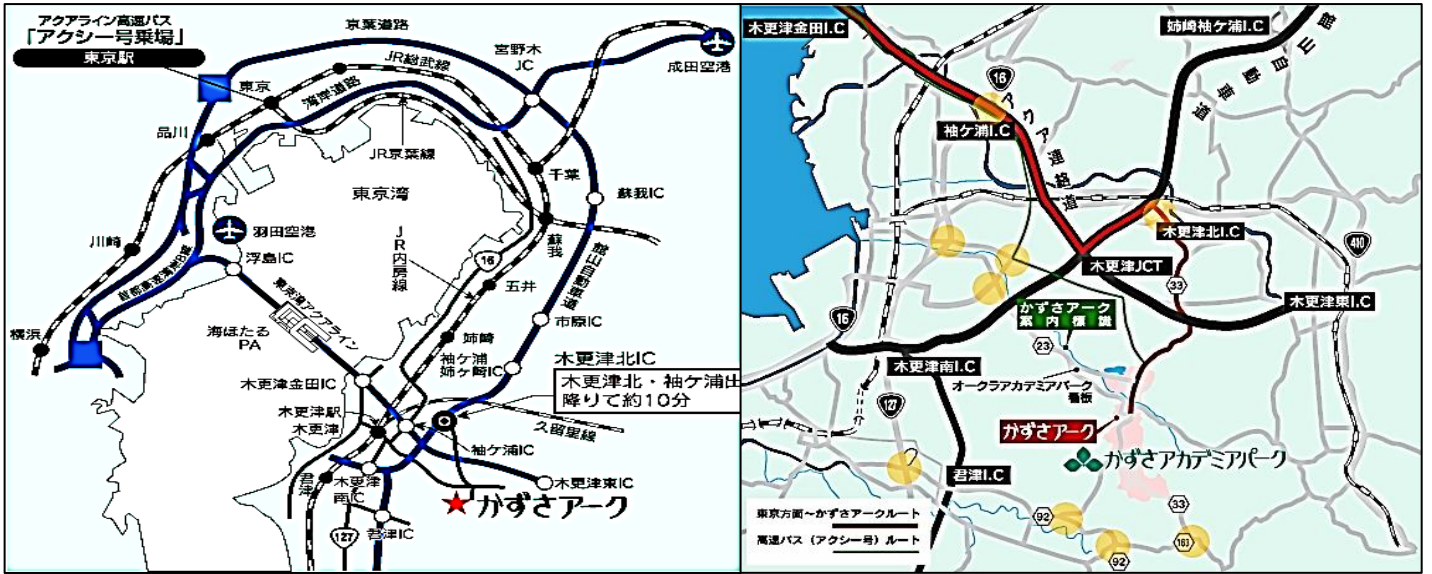 アクアライン高速バス
「アクシー号乗場」
東京駅
京葉道路
宮野木
JC
成田空港
JR総武線
東京
湾岸道路
品川
JR京葉線
千葉
東京湾
蘇我IC
羽田空港
川崎
浮島IC
JR内房線
16
蘇我
館山自動車道
五井
首都高速湾岸B線
東京湾アクアライン
海ほたる
PA
横浜
市原IC
姉崎
袖ケ浦
姉ヶ崎IC
木更津北IC
木更津北・袖ケ浦出
降りて約10分
木更津金田IC
木更津駅
木更津
久留里線
袖ケ浦IC
君津
木更津
南IC
木更津東IC
かずさアーク
127
君津IC
木更津金田I.C
姉崎袖ケ浦I.C
館山自動車道
16
袖ケ浦I.C
アクア連絡道
木更津北I.C
410
木更津JCT
33
木更津東I.C
かずさアーク
案内標識
16
23
木更津南I.C
オークラアカデミアパーク
看板
127
かずさアーク
かずさアカデミアパーク
君津I.C
東京方面～かずさアークルート
高速バス（アクシー号）ルート
92
33
163
92